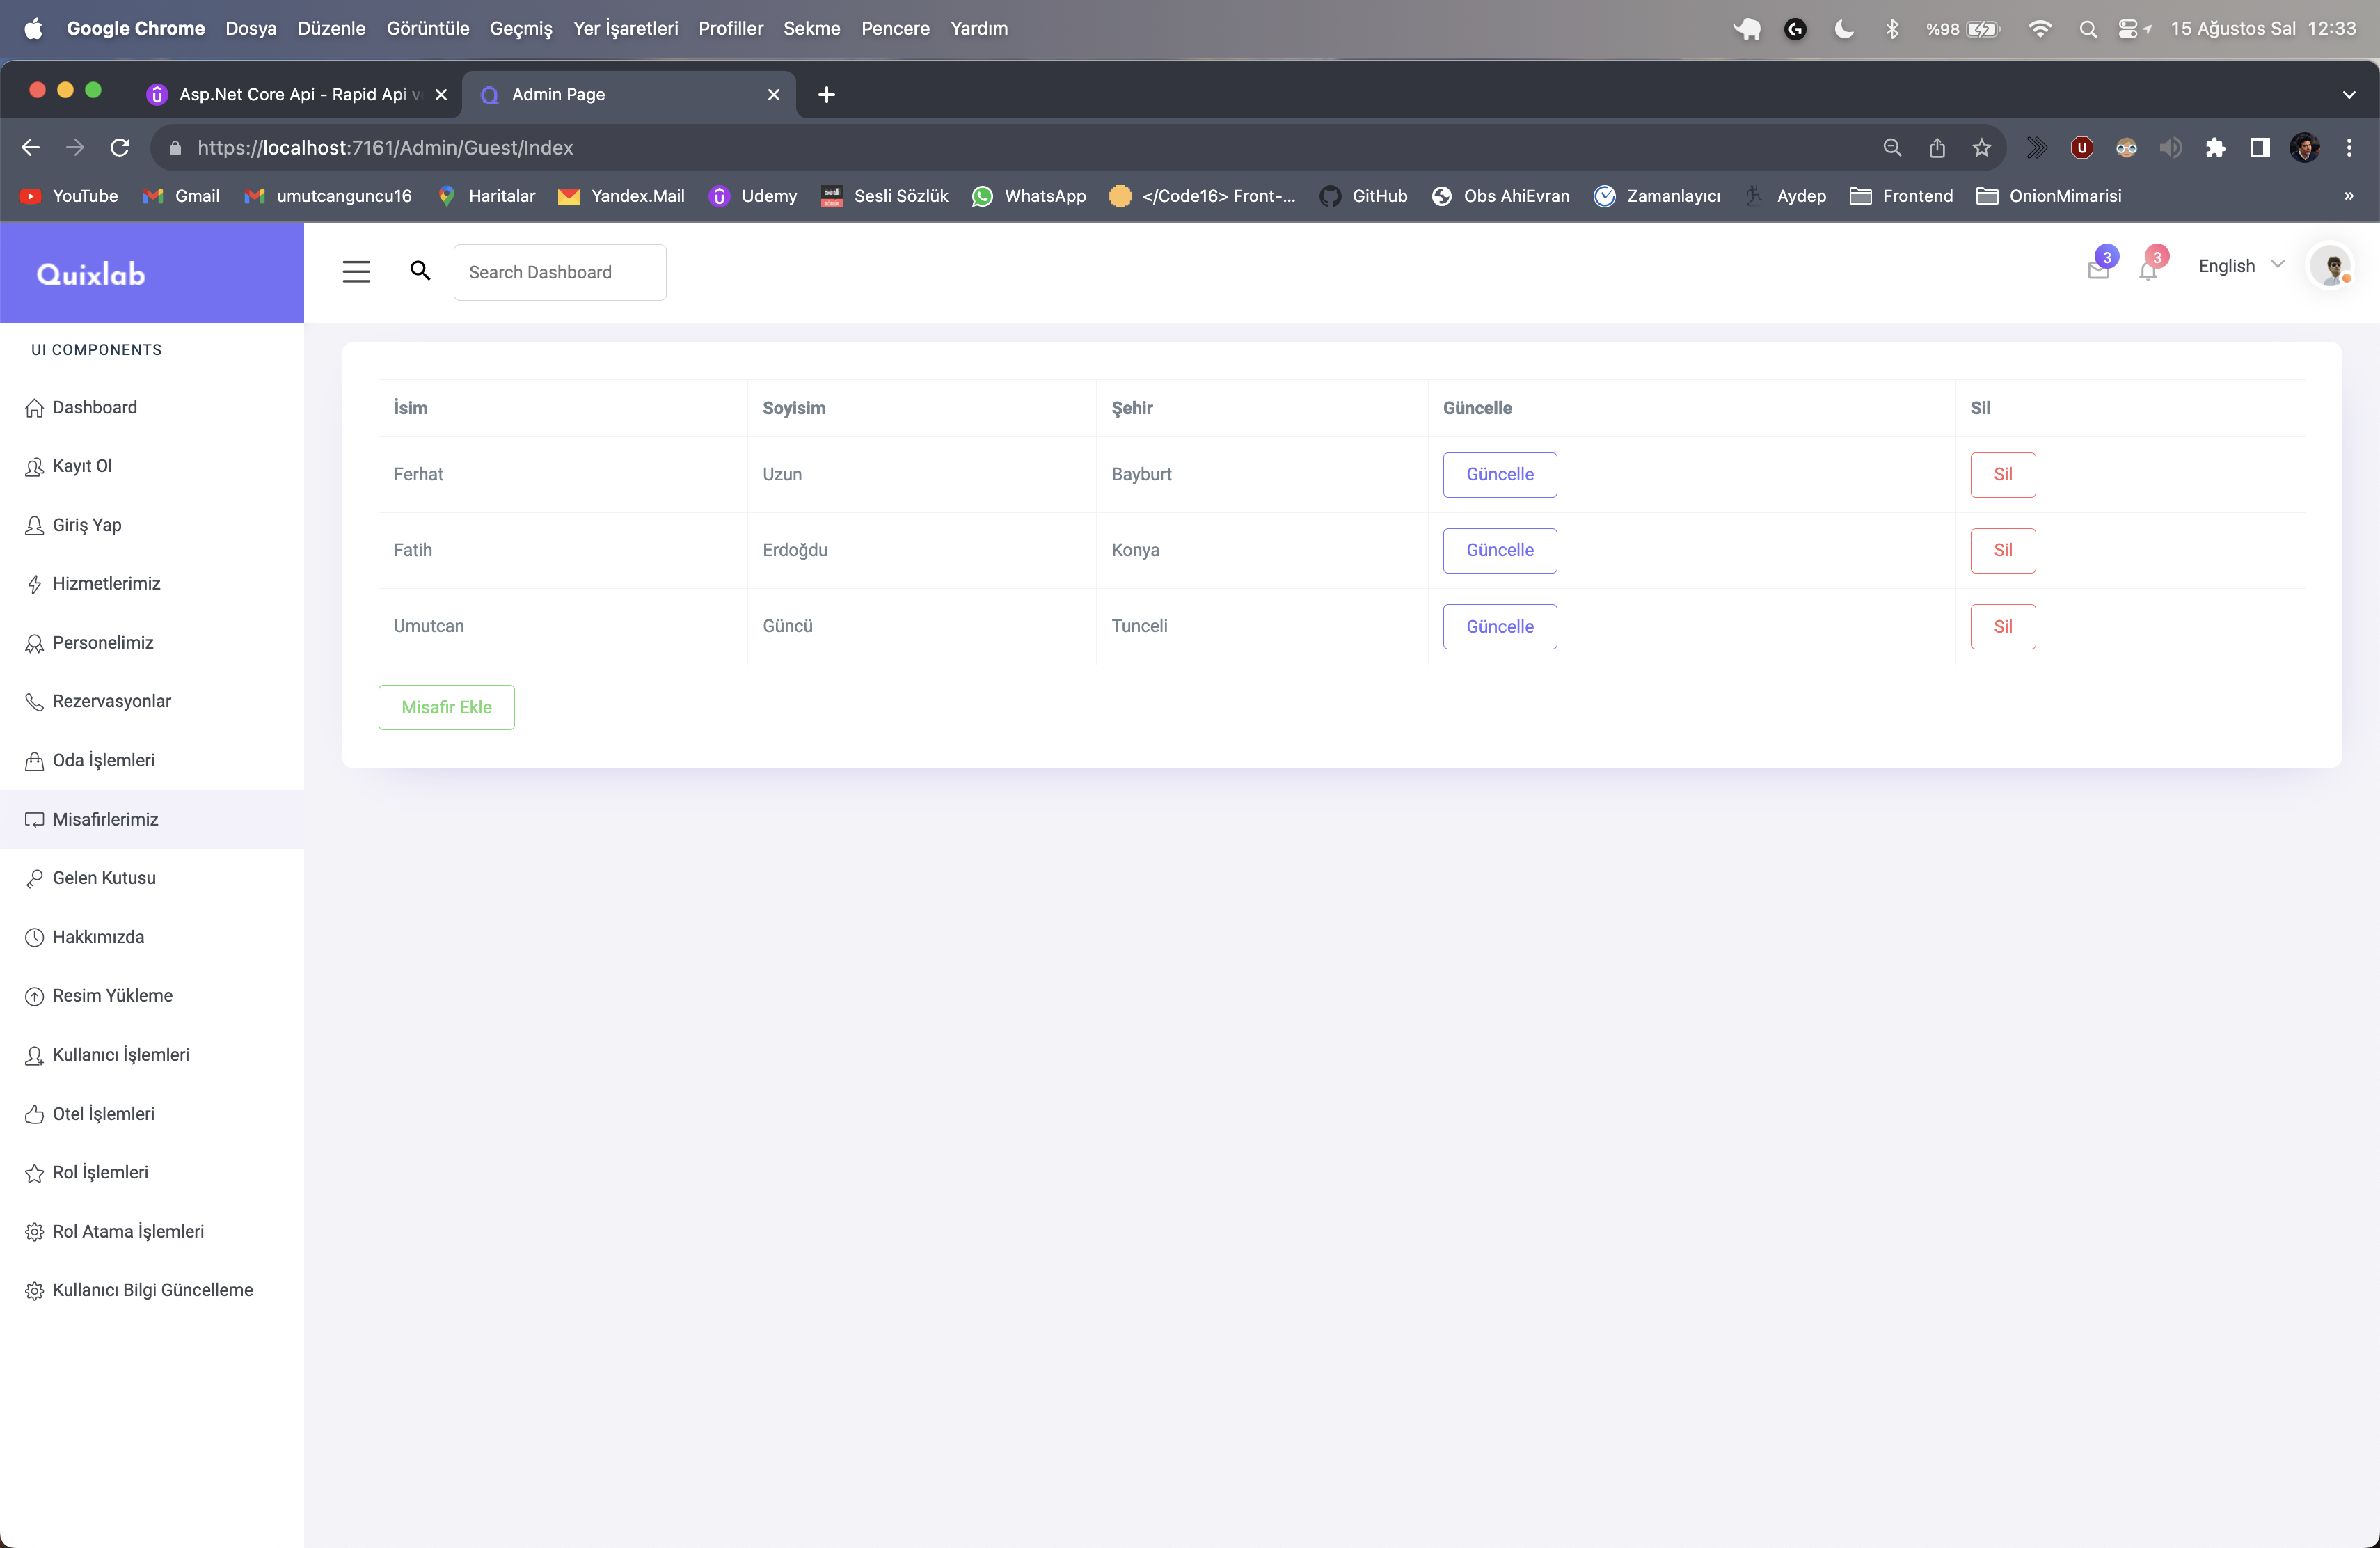 Google Chrome Dosya Düzenle Görüntüle Geçmiş Yer İşaretleri Profiller Sekme Pencere Yardım %98 15 Ağustos Sal 12:33
Asp.Net Core Api - Rapid Api Admin Page
https://localhost:7161/Admin/Guest/Index
YouTube Gmail umutcanguncu16 Haritalar Yandex.Mail Udemy Sesli Sözlük WhatsApp </Code16> Front-... GitHub Obs AhiEvran Zamanlayıcı Aydep Frontend OnionMimarisi »
Quixlab
Search Dashboard
3
3
English
UI COMPONENTS
Dashboard
Kayıt Ol
Giriş Yap
Hizmetlerimiz
Personelimiz
Rezervasyonlar
Oda İşlemleri
Misafirlerimiz
Gelen Kutusu
Hakkımızda
Resim Yükleme
Kullanıcı İşlemleri
Otel İşlemleri
Rol İşlemleri
Rol Atama İşlemleri
Kullanıcı Bilgi Güncelleme
İsim Soyisim Şehir Güncelle Sil
Ferhat Uzun Bayburt Güncelle Sil
Fatih Erdoğdu Konya Güncelle Sil
Umutcan Güncü Tunceli Güncelle Sil
Misafir Ekle